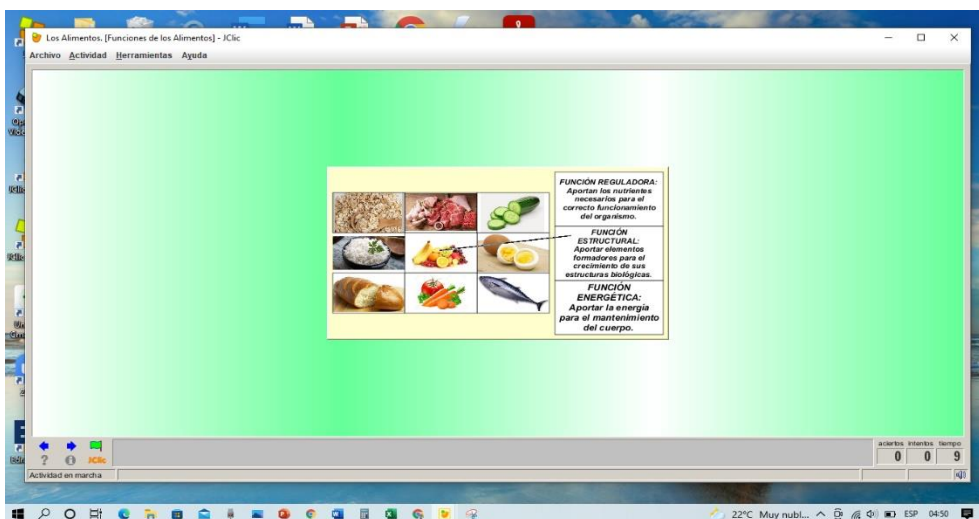 Los Alimentos. [Funciones de los Alimentos] - JClic
Archivo Actividad Herramientas Ayuda
FUNCIÓN REGULADORA:
Aportan los nutrientes
necesarios para el
correcto funcionamiento
del organismo.
FUNCIÓN
ESTRUCTURAL:
Aportar elementos
formadores para el
crecimiento de sus
estructuras biológicas.
FUNCIÓN
ENERGÉTICA:
Aportar la energía
para el mantenimiento
del cuerpo.
aciertos intentos tiempo
0 0 9
JClic
Actividad en marcha
22°C Muy nubl... ESP 04:50